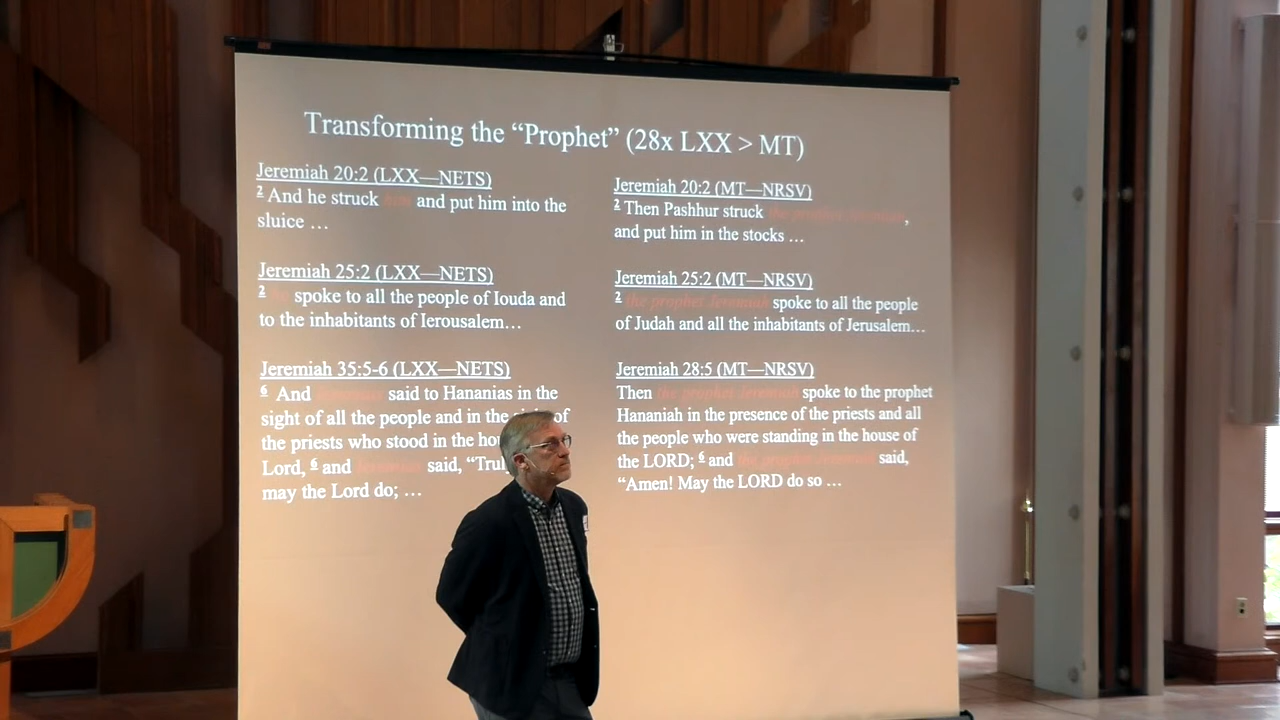 Transforming the “Prophet” (28x LXX > MT)
Jeremiah 20:2 (LXX—NETS)
2 And he struck him and put him into the
sluice …
Jeremiah 25:2 (LXX—NETS)
2 spoke to all the people of Iouda and
to the inhabitants of Ierousalem…
Jeremiah 35:5-6 (LXX—NETS)
6 And Jeremias said to Hananias in the
sight of all the people and in the of
the priests who stood in the
Lord, 6 and Jeremias said,
may the Lord do; …
Jeremiah 20:2 (MT—NRSV)
2 Then Pashhur struck the prophet Jeremiah,
and put him in the stocks …
Jeremiah 25:2 (MT—NRSV)
2 the prophet Jeremiah spoke to all the people
of Judah and all the inhabitants of Jerusalem…
Jeremiah 28:5 (MT—NRSV)
Then the prophet Jeremiah spoke to the prophet
Hananiah in the presence of the priests and all
the people who were standing in the house of
the LORD; 6 and the prophet Jeremiah said,
“Amen! May the LORD do so …